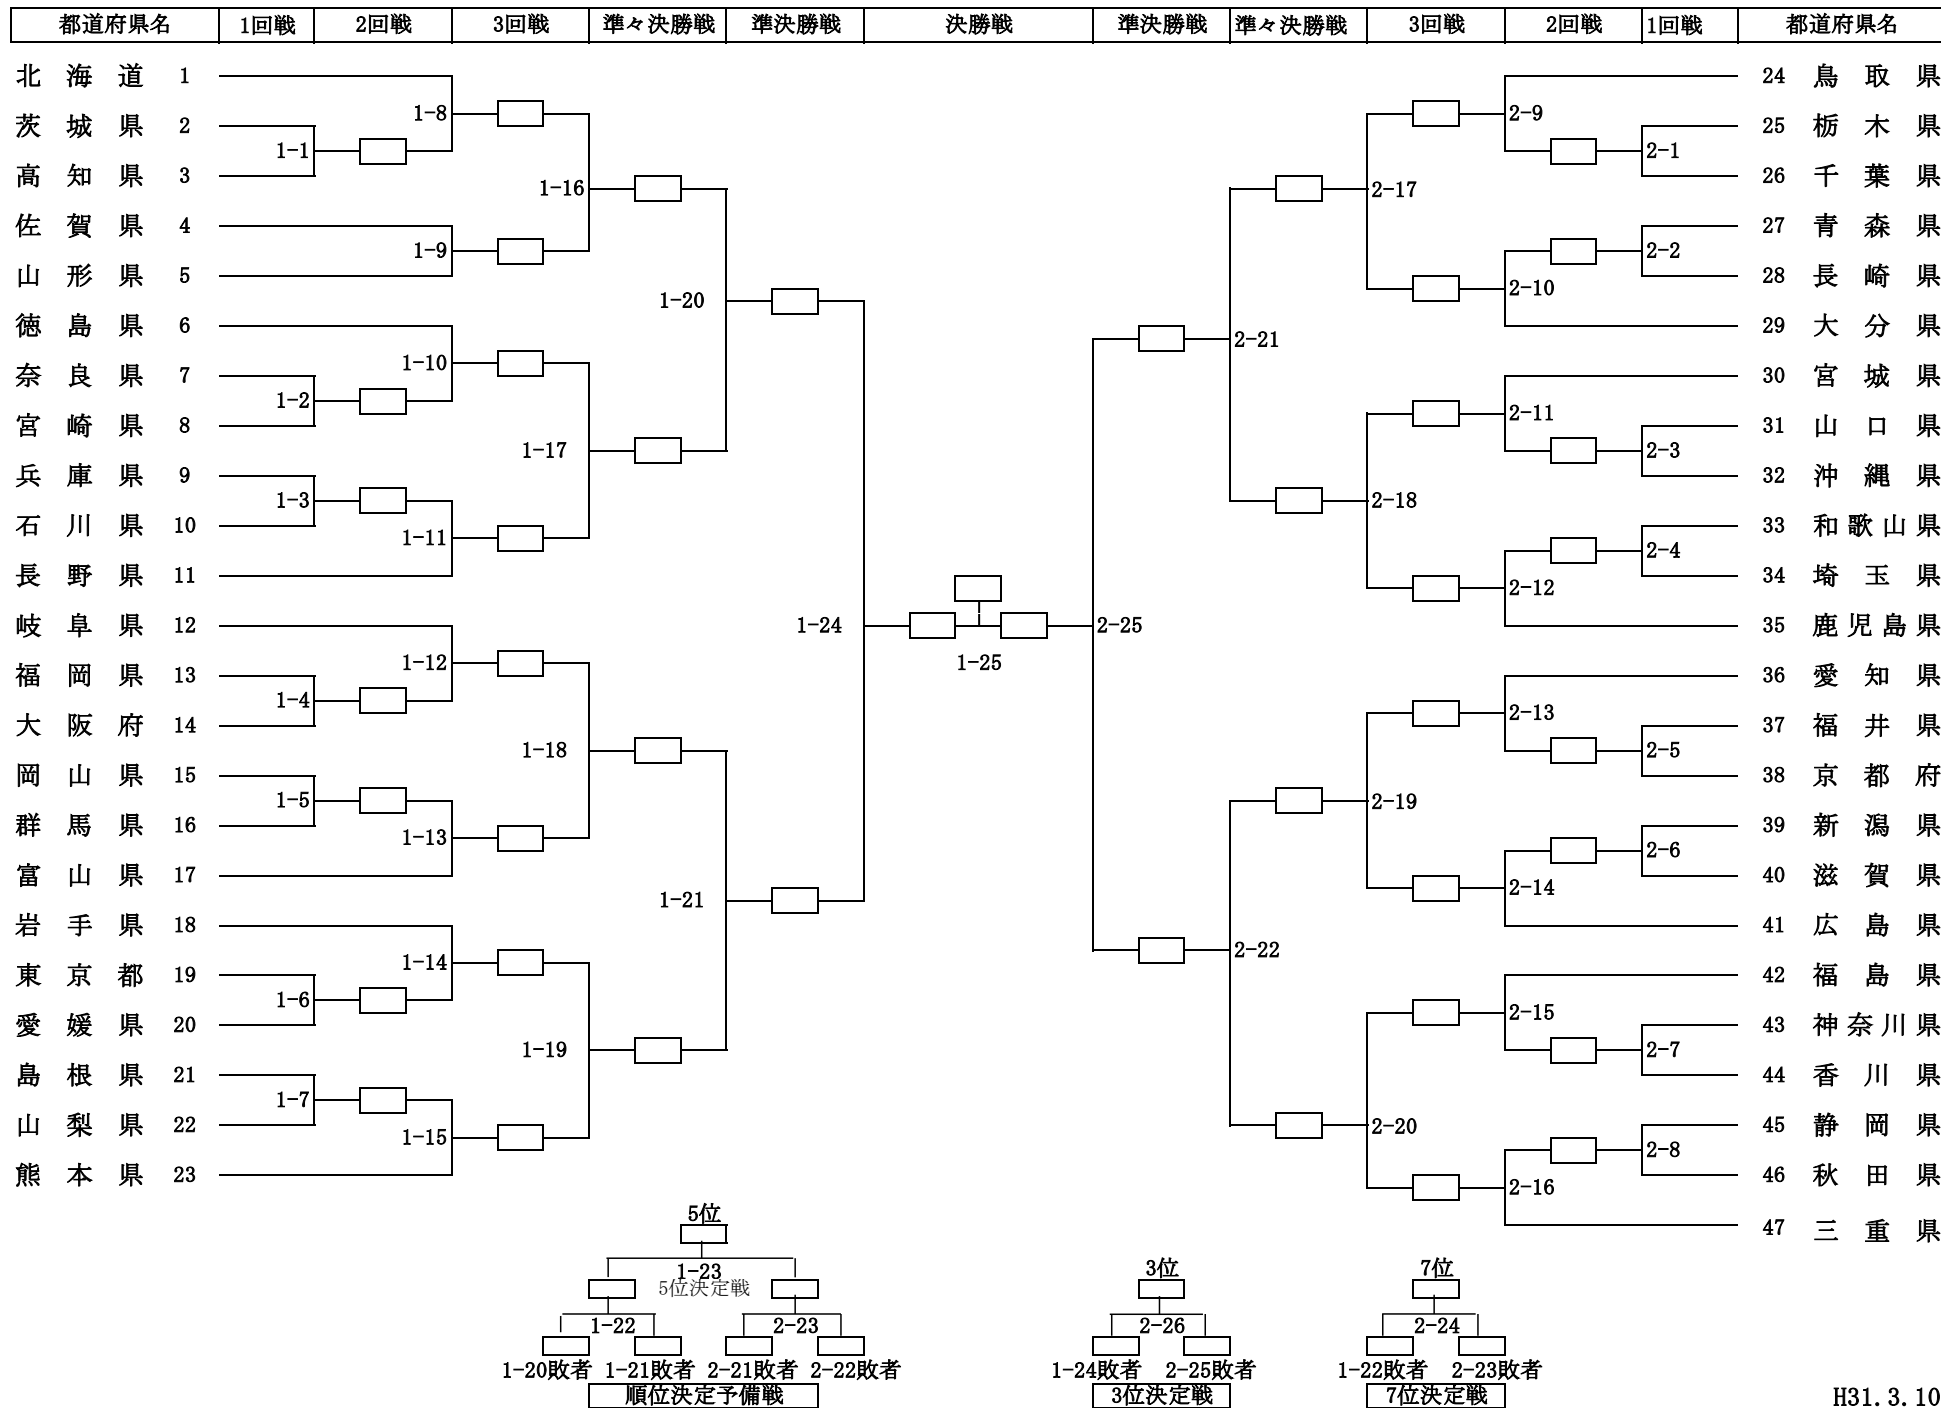 都道府県名 1回戦 2回戦 3回戦 準々決勝戦 準決勝戦 決勝戦 準決勝戦 準々決勝戦 3回戦 2回戦 1回戦 都道府県名
北海道 1 24 鳥取県
1-8 2-9
茨城県 2 25 栃木県
1-1 2-1
高知県 3 26 千葉県
1-16 2-17
佐賀県 4 27 青森県
1-9 2-2
山形県 5 28 長崎県
1-20 2-10
徳島県 6 29 大分県
2-21
1-10
奈良県 7 30 宮城県
1-2 2-11
宮崎県 8 31 山口県
1-17 2-3
兵庫県 9 32 沖縄県
1-3 2-18
石川県 10 33 和歌山県
1-11 2-4
長野県 11 34 埼玉県
2-12
岐阜県 12 1-24 2-25 35 鹿児島県
1-12 1-25
福岡県 13 36 愛知県
1-4 2-13
大阪府 14 37 福井県
1-18 2-5
岡山県 15 38 京都府
1-5 2-19
群馬県 16 39 新潟県
1-13 2-6
富山県 17 40 滋賀県
1-21 2-14
岩手県 18 41 広島県
1-14 2-22
東京都 19 42 福島県
1-6 2-15
愛媛県 20 43 神奈川県
1-19 2-7
島根県 21 44 香川県
1-7
山梨県 22 2-20 45 静岡県
1-15 2-8
熊本県 23 46 秋田県
2-16
5位 47 三重県
1-23 3位 7位
5位決定戦
1-22 2-23 2-26 2-24
1-20敗者 1-21敗者 2-21敗者 2-22敗者 1-24敗者 2-25敗者 1-22敗者 2-23敗者
順位決定予備戦 3位決定戦 7位決定戦 H31.3.10